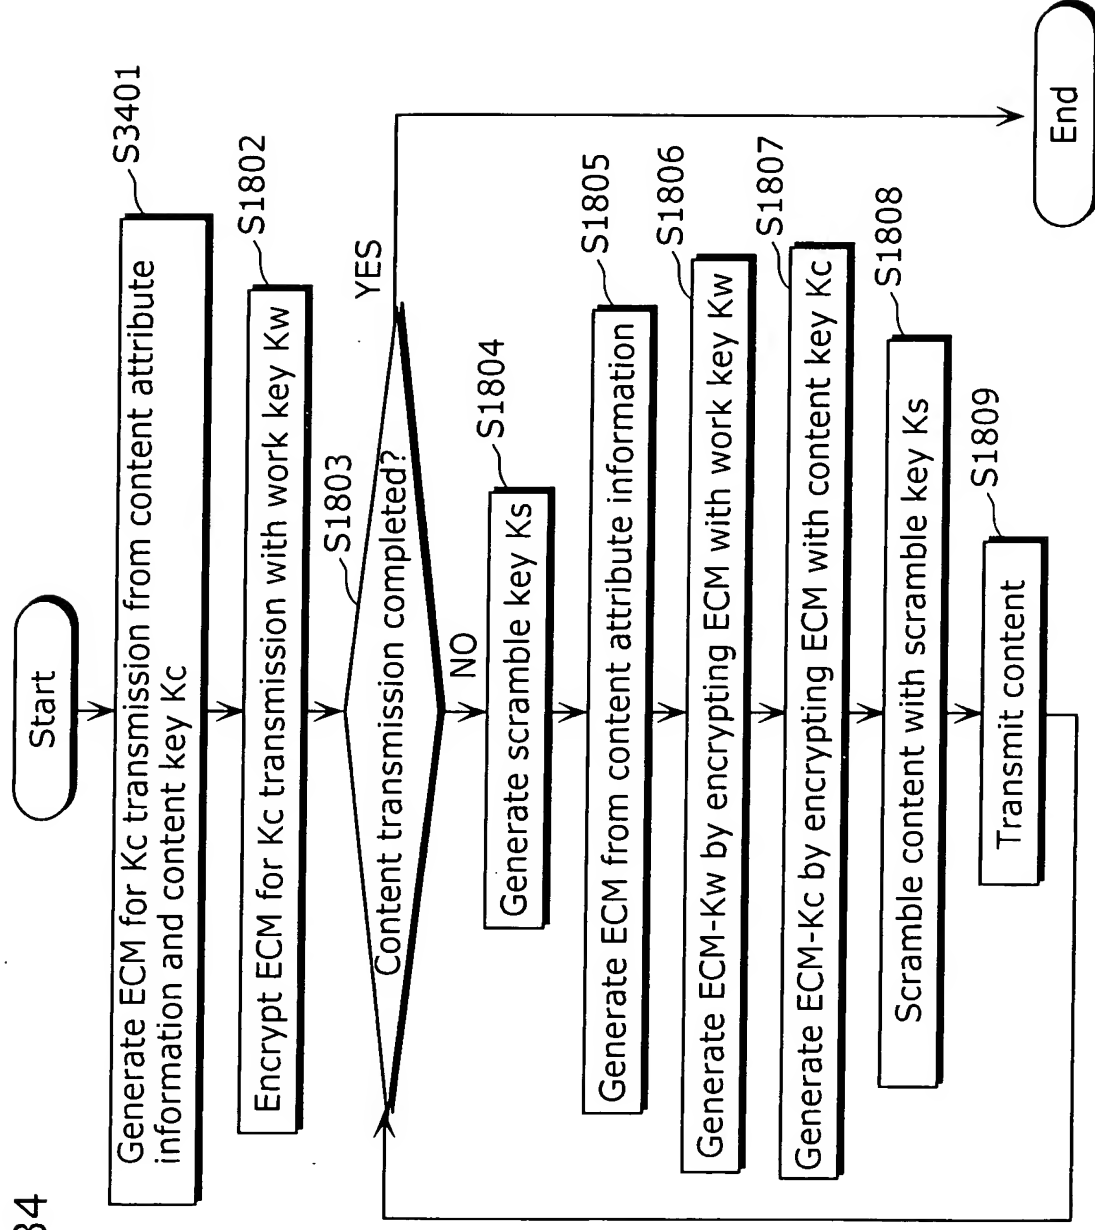 34
Start
Generate ECM for Kc transmission from content attribute
information and content key Kc
S3401
Encrypt ECM for Kc transmission with work key Kw
S1802
Content transmission completed?
S1803
YES
NO
Generate scramble key Ks
S1804
Generate ECM from content attribute information
S1805
Generate ECM-Kw by encrypting ECM with work key Kw
S1806
Generate ECM-Kc by encrypting ECM with content key Kc
S1807
Scramble content with scramble key Ks
S1808
Transmit content
S1809
End